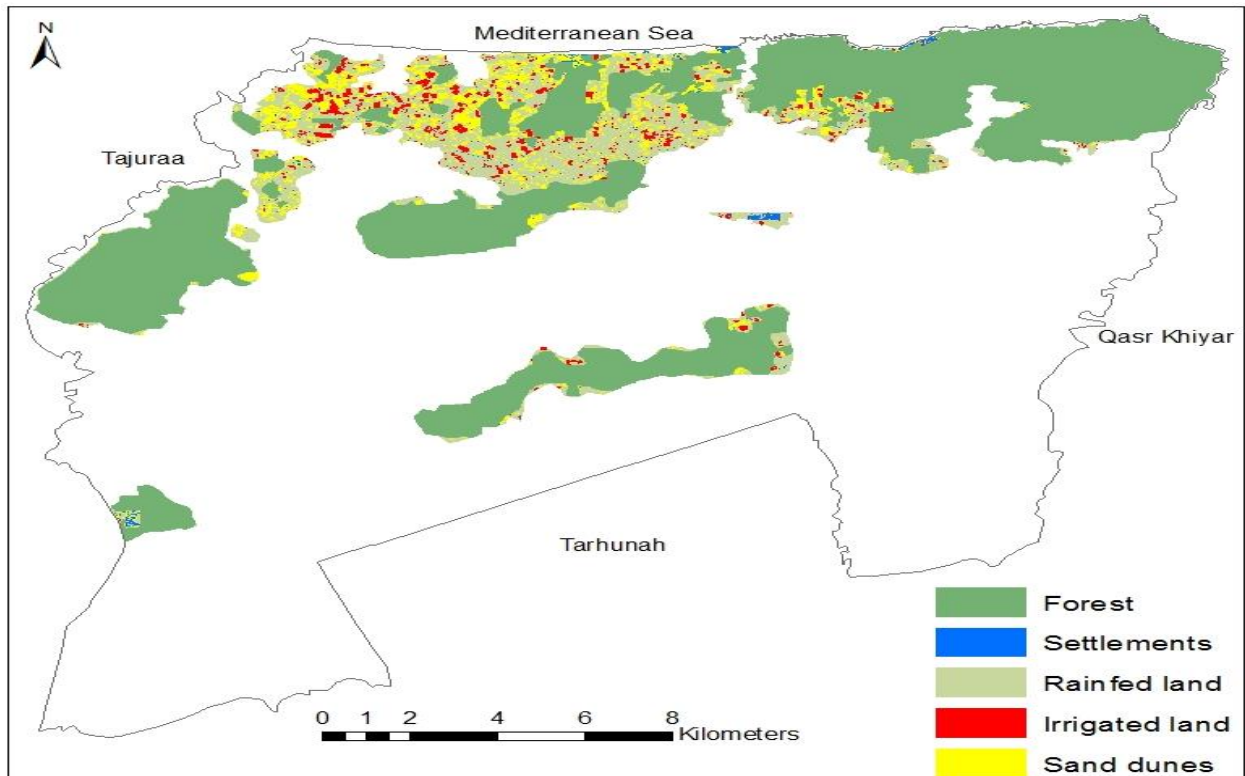 N
Mediterranean Sea
Tajuraa
Qasr Khiyar
Tarhunah
Forest
Settlements
Rainfed land
Irrigated land
Sand dunes
0 1 2 4 6 8
Kilometers